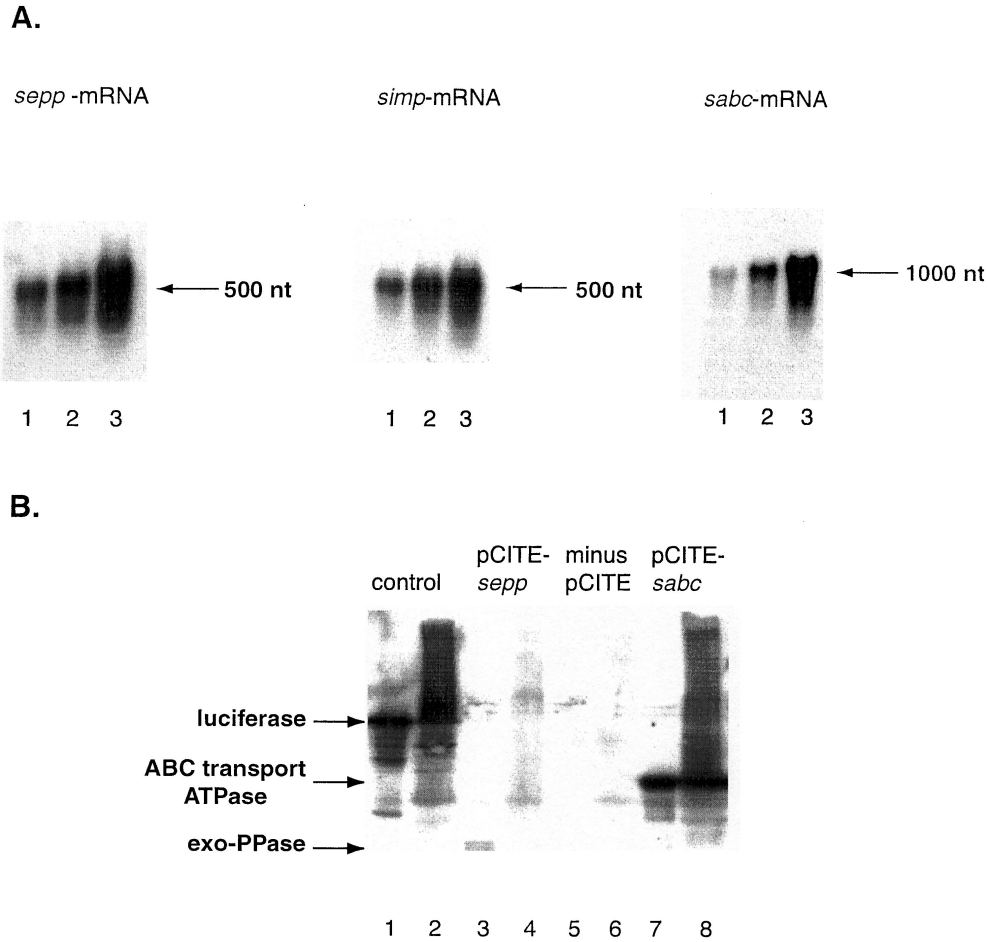 A.
sepp -mRNA
simp-mRNA
sabc-mRNA
500 nt
500 nt
1000 nt
1 2 3
1 2 3
1 2 3
B.
control
pCITE-
sepp
minus
pCITE
pCITE-
sabc
luciferase
ABC transport
ATPase
exo-PPase
1 2 3 4 5 6 7 8